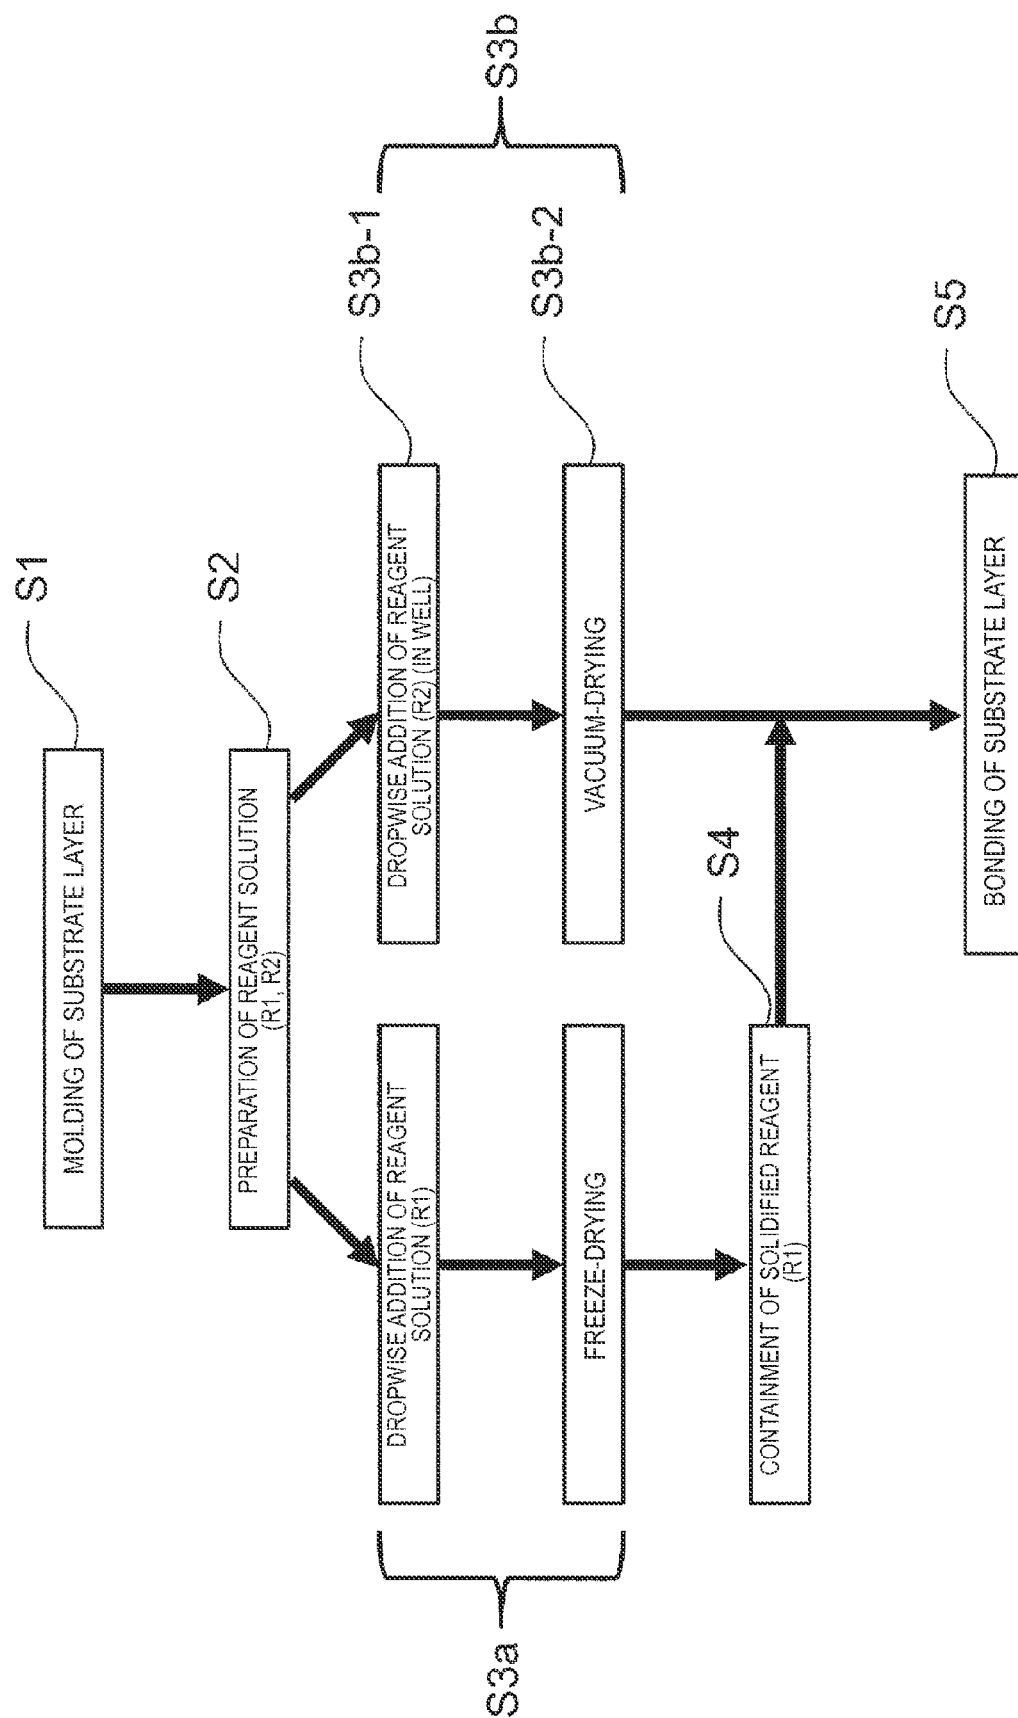 S1
MOLDING OF SUBSTRATE LAYER
S2
PREPARATION OF REAGENT SOLUTION
(R1, R2)
S3a
DROPWISE ADDITION OF REAGENT
SOLUTION (R1)
FREEZE-DRYING
S3b
S3b-1
DROPWISE ADDITION OF REAGENT
SOLUTION (R2) (IN WELL)
S3b-2
VACUUM-DRYING
S4
CONTAINMENT OF SOLIDIFIED REAGENT
(R1)
S5
BONDING OF SUBSTRATE LAYER